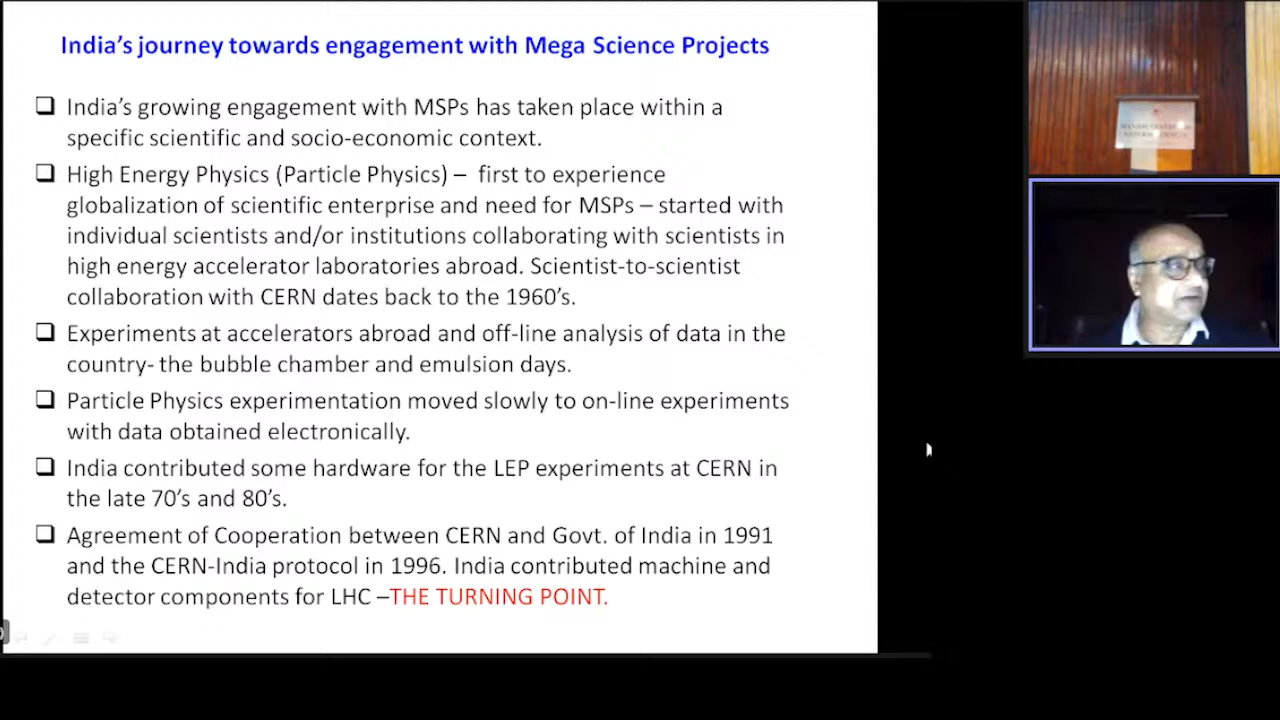 India's journey towards engagement with Mega Science Projects
❑ India's growing engagement with MSPs has taken place within a
specific scientific and socio-economic context.
❑ High Energy Physics (Particle Physics) – first to experience
globalization of scientific enterprise and need for MSPs – started with
individual scientists and/or institutions collaborating with scientists in
high energy accelerator laboratories abroad. Scientist-to-scientist
collaboration with CERN dates back to the 1960's.
❑ Experiments at accelerators abroad and off-line analysis of data in the
country- the bubble chamber and emulsion days.
❑ Particle Physics experimentation moved slowly to on-line experiments
with data obtained electronically.
❑ India contributed some hardware for the LEP experiments at CERN in
the late 70's and 80's.
❑ Agreement of Cooperation between CERN and Govt. of India in 1991
and the CERN-India protocol in 1996. India contributed machine and
detector components for LHC –THE TURNING POINT.